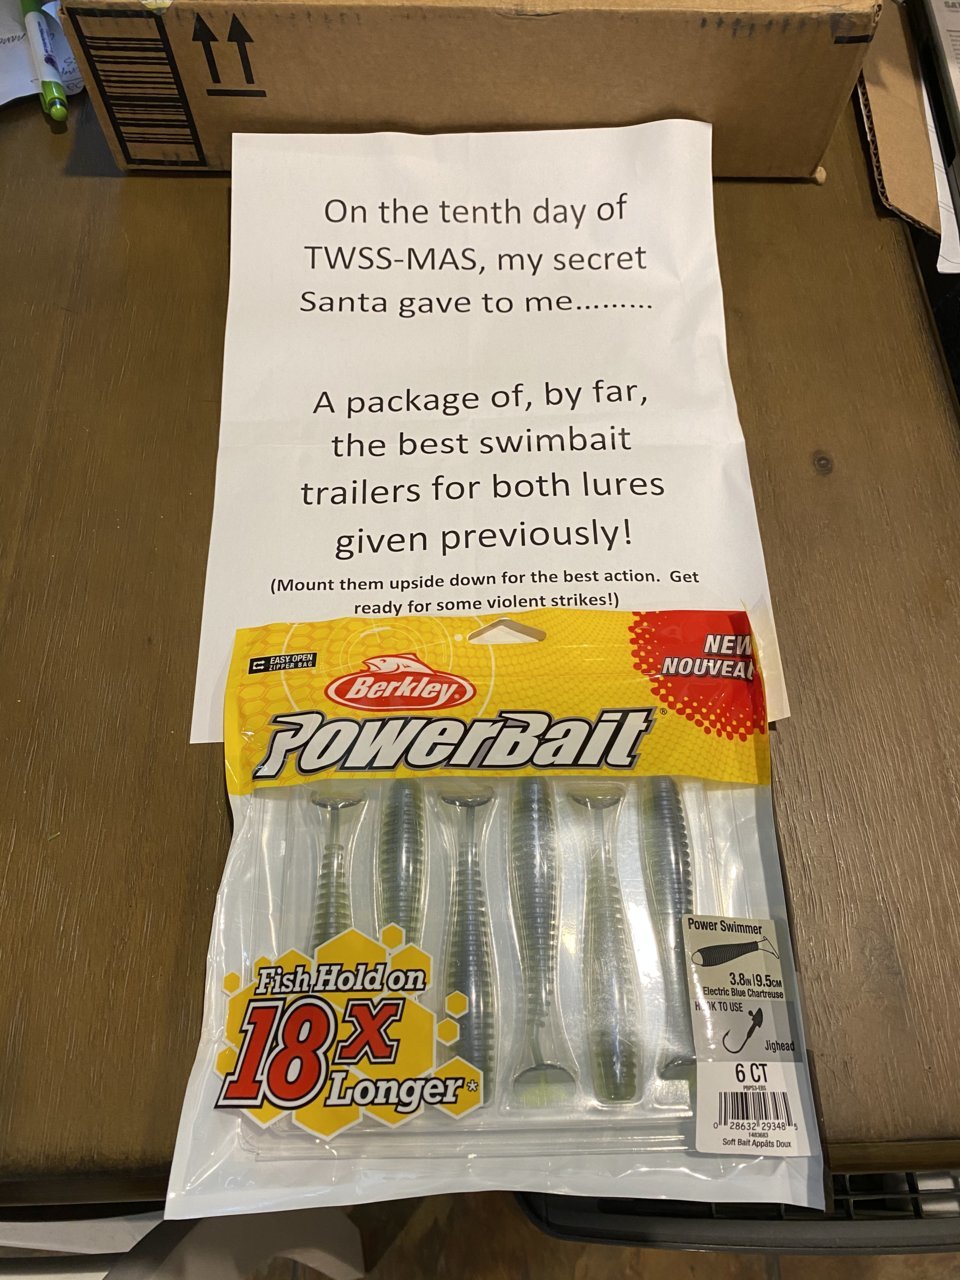 On the tenth day of
TWSS-MAS, my secret
Santa gave to me.........
A package of, by far,
the best swimbait
trailers for both lures
given previously!
(Mount them upside down for the best action. Get
ready for some violent strikes!)
EASY OPEN
ZIPPER BAG
Berkley
NEW
NOUVEAU
PowerBait®
Fish Hold on
18x
Longer*
Power Swimmer
3.8IN | 9.5CM
Electric Blue Chartreuse
HOOK TO USE
Jighead
6 CT
0 28632 29348 5
1483683
Soft Bait Appâts Doux